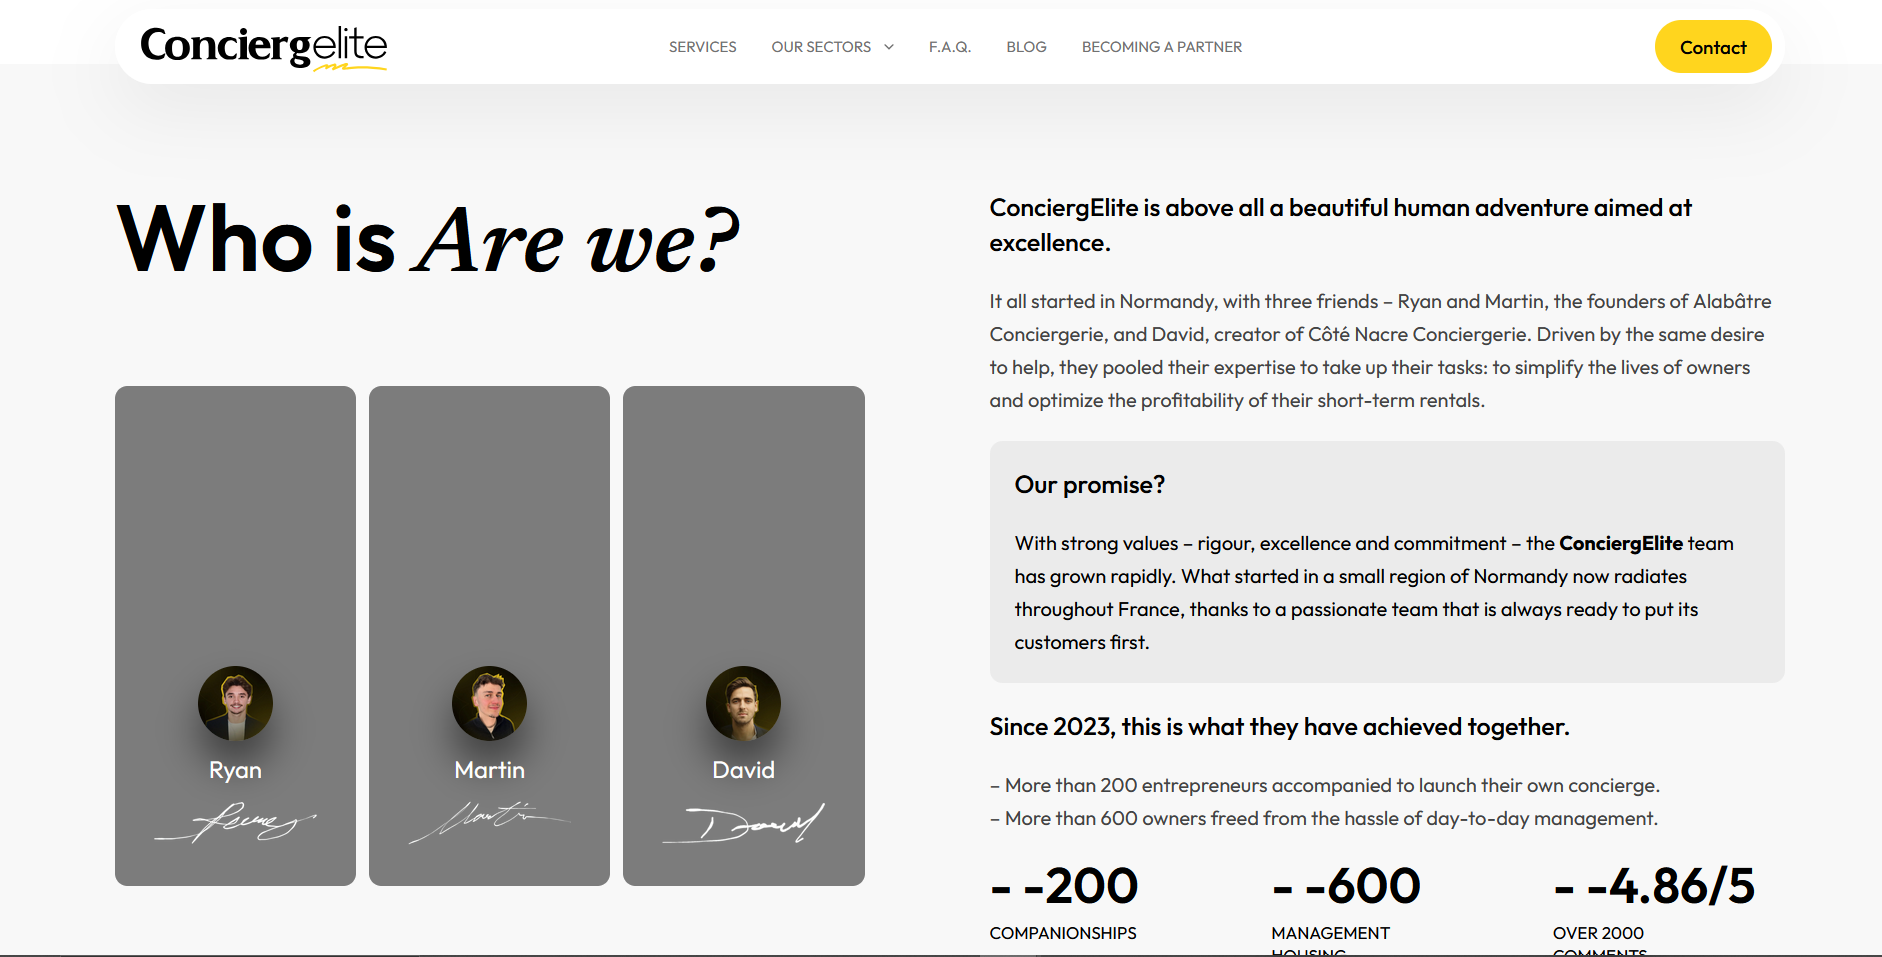 Conciergelite
SERVICES
OUR SECTORS
F.A.Q.
BLOG
BECOMING A PARTNER
Contact
Who is Are we?
Ryan
Martin
David
ConciergElite is above all a beautiful human adventure aimed at
excellence.
It all started in Normandy, with three friends – Ryan and Martin, the founders of Alabâtre
Conciergerie, and David, creator of Côté Nacre Conciergerie. Driven by the same desire
to help, they pooled their expertise to take up their tasks: to simplify the lives of owners
and optimize the profitability of their short-term rentals.
Our promise?
With strong values – rigour, excellence and commitment – the ConciergElite team
has grown rapidly. What started in a small region of Normandy now radiates
throughout France, thanks to a passionate team that is always ready to put its
customers first.
Since 2023, this is what they have achieved together.
– More than 200 entrepreneurs accompanied to launch their own concierge.
– More than 600 owners freed from the hassle of day-to-day management.
- -200
COMPANIONSHIPS
- -600
MANAGEMENT
HOUSING
- -4.86/5
OVER 2000
COMMENTS